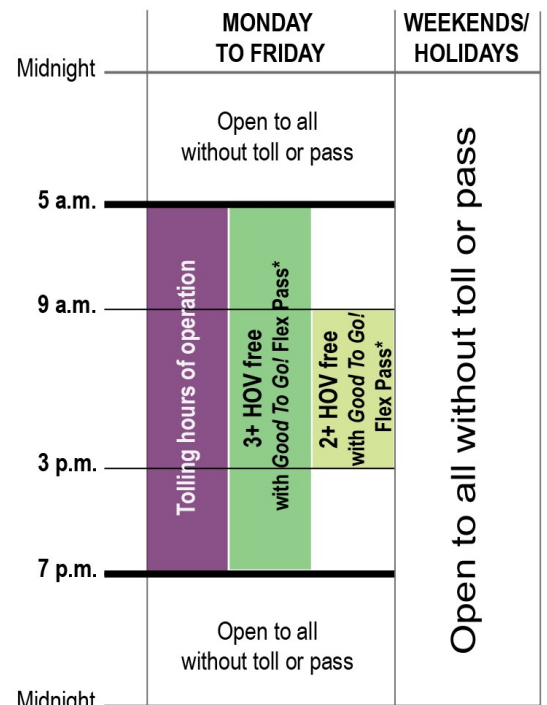 MONDAY
TO FRIDAY
WEEKENDS/
HOLIDAYS
Midnight
Open to all
without toll or pass
5 a.m.
9 a.m.
3 p.m.
7 p.m.
Tolling hours of operation
3+ HOV free
with Good To Go! Flex Pass*
2+ HOV free
with Good To Go!
Flex Pass*
Open to all without toll or pass
Open to all
without toll or pass
Midnight